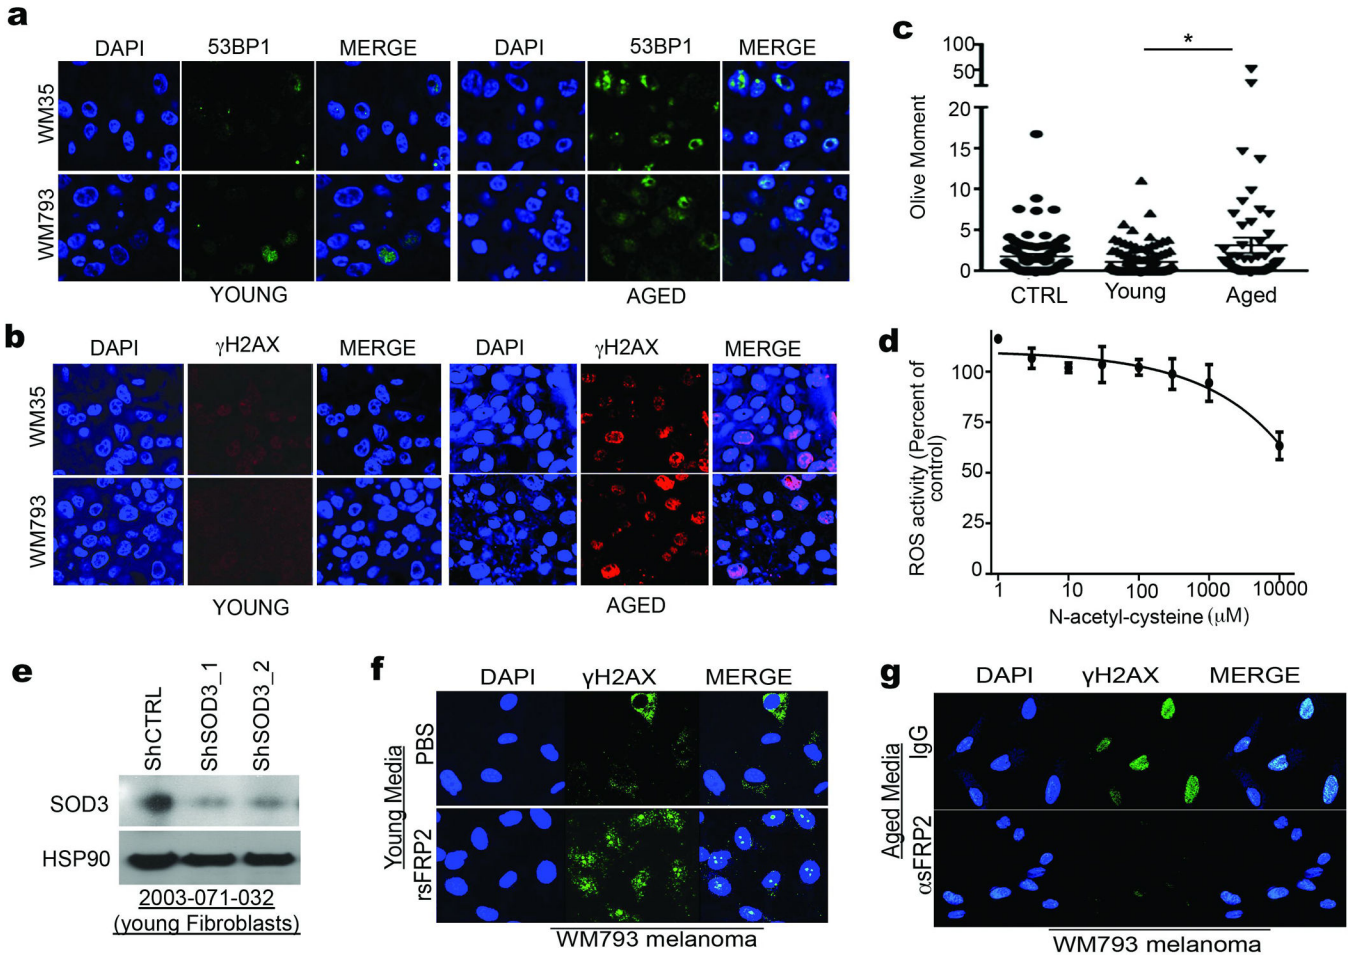 a
DAPI 53BP1 MERGE DAPI 53BP1 MERGE
WM35
WM793
YOUNG AGED
b
DAPI γH2AX MERGE DAPI γH2AX MERGE
WM35
WM793
YOUNG AGED
c
*
100
50
20
15
10
5
0
Olive Moment
CTRL Young Aged
d
100
75
50
25
0
ROS activity (Percent of
control)
1 10 100 1000 10000
N-acetyl-cysteine (μM)
e
ShCTRL
ShSOD3_1
ShSOD3_2
SOD3
HSP90
2003-071-032
(young Fibroblasts)
f
DAPI γH2AX MERGE
Young Media
PBS
rsFRP2
WM793 melanoma
g
DAPI γH2AX MERGE
Aged Media
IgG
αsFRP2
WM793 melanoma